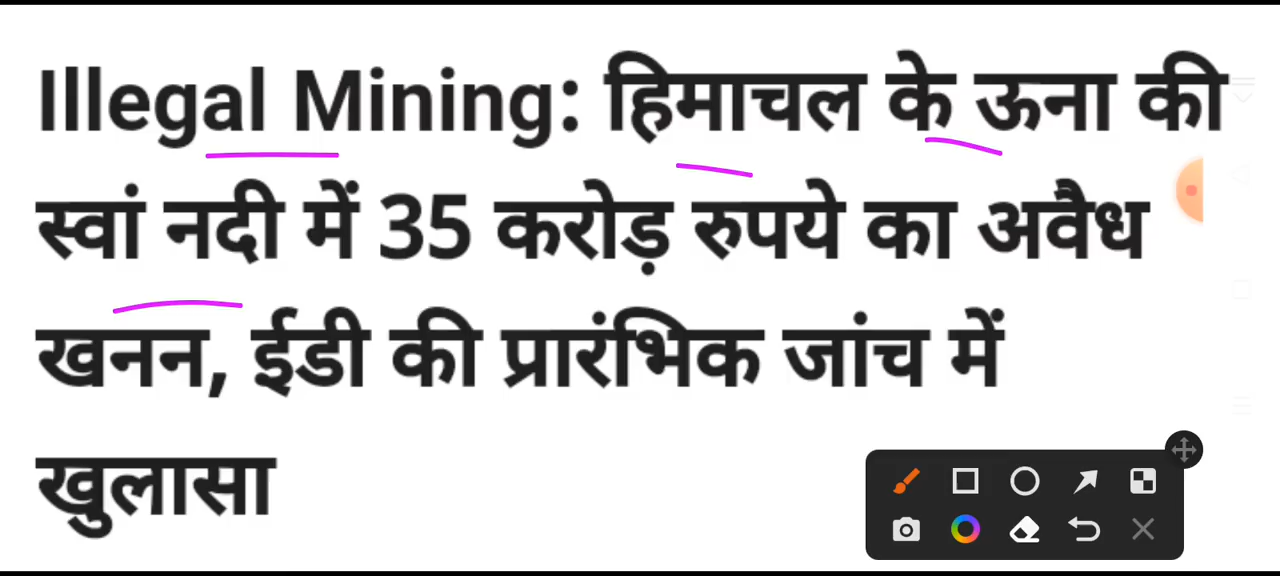 Illegal Mining: हिमाचल के ऊना की
स्वां नदी में 35 करोड़ रुपये का अवैध
खनन, ईडी की प्रारंभिक जांच में
खुलासा